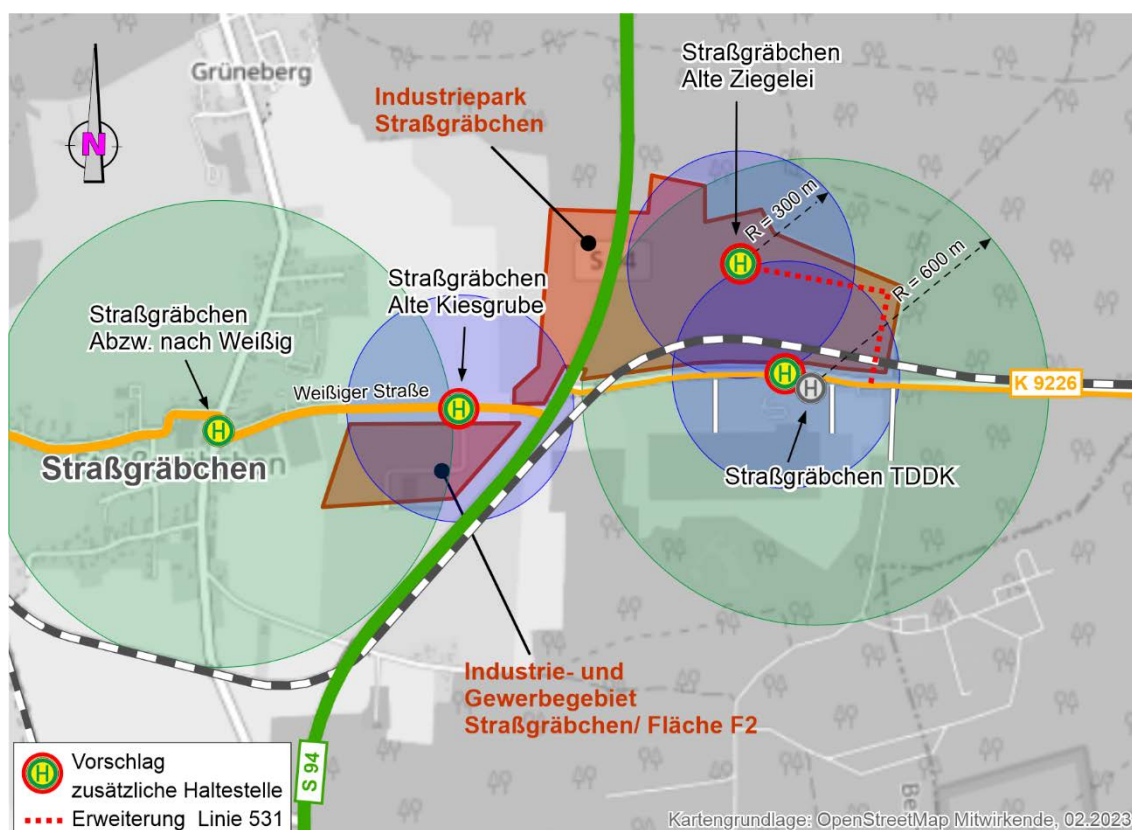 Grüneberg
N
Straßgräbchen
Alte Ziegelei
Industriepark
Straßgräbchen
R = 300 m
R = 600 m
S 94
H
Straßgräbchen
Alte Kiesgrube
Straßgräbchen
Abzw. nach Weißig
Weißiger Straße
H
H
H
H
K 9226
Straßgräbchen
Straßgräbchen TDDK
Industrie- und
Gewerbegebiet
Straßgräbchen/ Fläche F2
S 94
H
Vorschlag
zusätzliche Haltestelle
Erweiterung Linie 531
Kartengrundlage: OpenStreetMap Mitwirkende, 02.2023